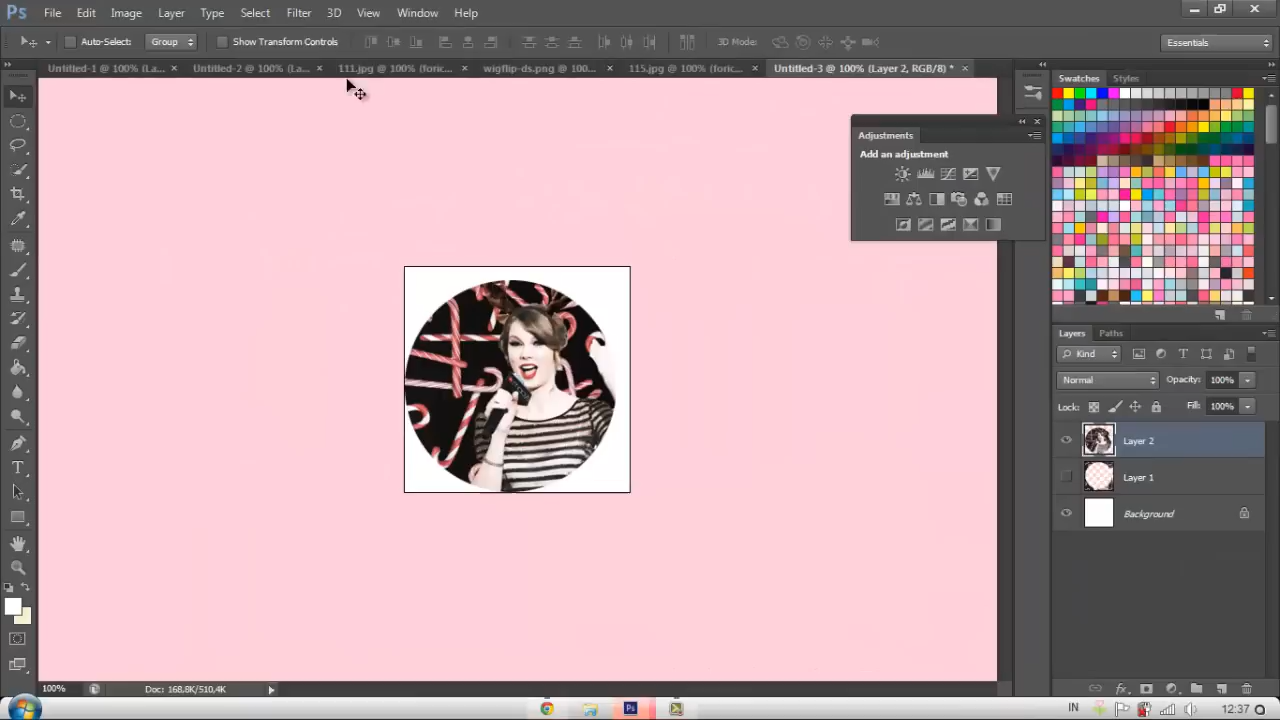 Ps File Edit Image Layer Type Select Filter 3D View Window Help
Auto-Select: Group Show Transform Controls 3D Mode: Essentials
Untitled-1 @ 100% (La... × Untitled-2 @ 100% (La... × 111.jpg @ 100% (foric... × wigflip-ds.png @ 100... × 115.jpg @ 100% (foric... × Untitled-3 @ 100% (Layer 2, RGB/8) * ×
Swatches Styles
Adjustments
Add an adjustment
Layers Paths
Kind
Normal Opacity: 100%
Lock: Fill: 100%
Layer 2
Layer 1
Background
100% Doc: 168,8K/510,4K
IN 12:37